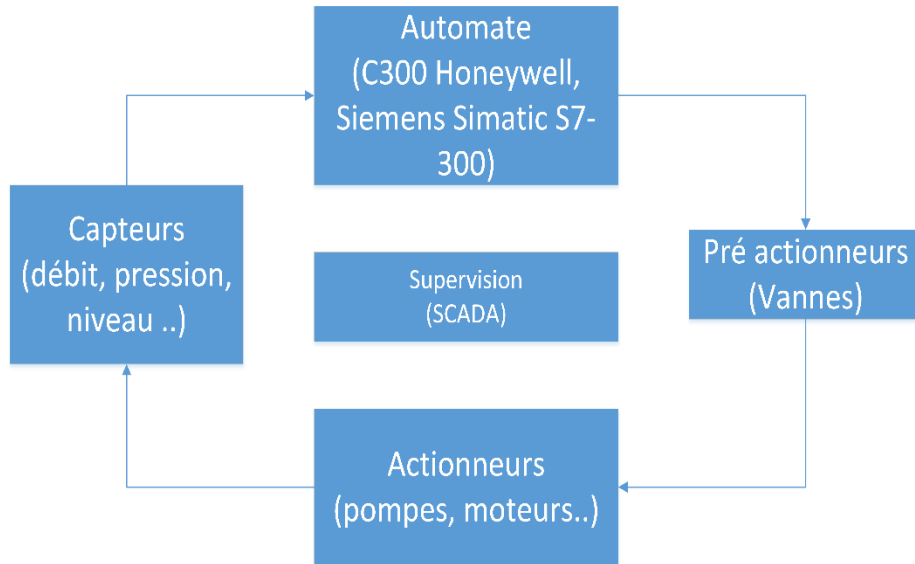 Automate
(C300 Honeywell,
Siemens Simatic S7-
300)
Capteurs
(débit, pression,
niveau ..)
Supervision
(SCADA)
Pré actionneurs
(Vannes)
Actionneurs
(pompes, moteurs..)